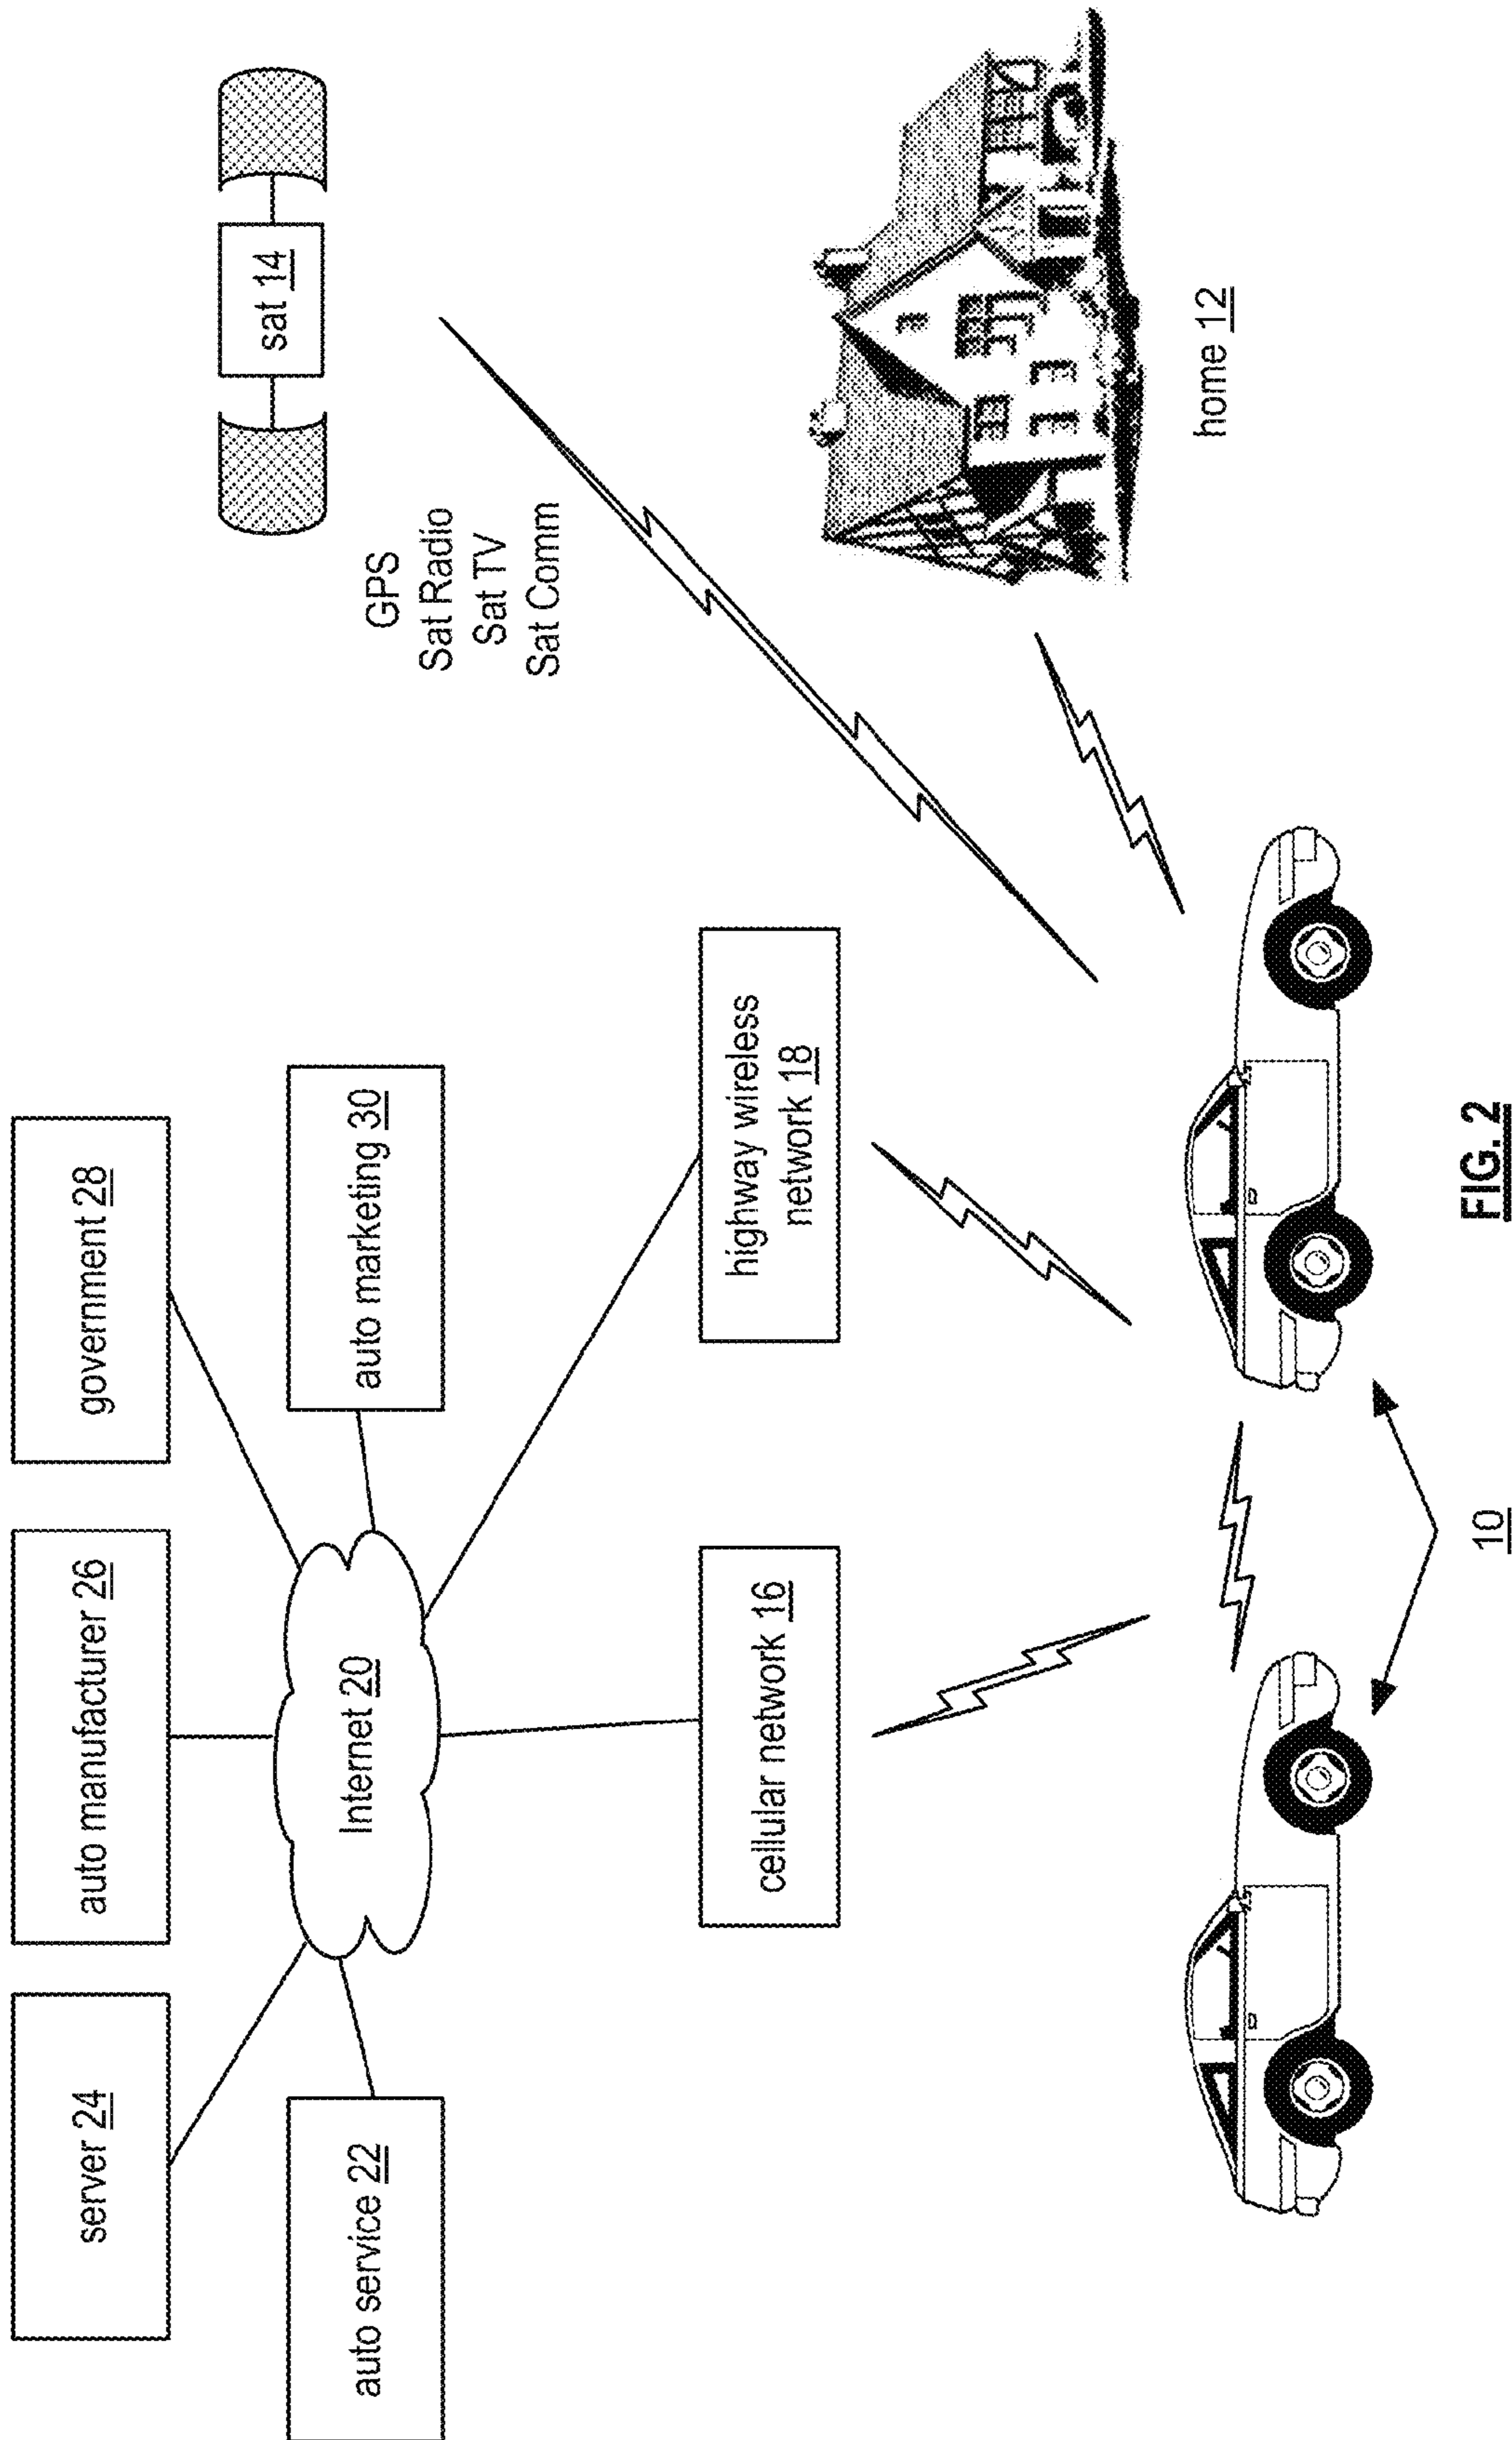 server 24
auto manufacturer 26
government 28
auto service 22
Internet 20
auto marketing 30
sat 14
GPS
Sat Radio
Sat TV
Sat Comm
cellular network 16
highway wireless
network 18
home 12
10
FIG. 2